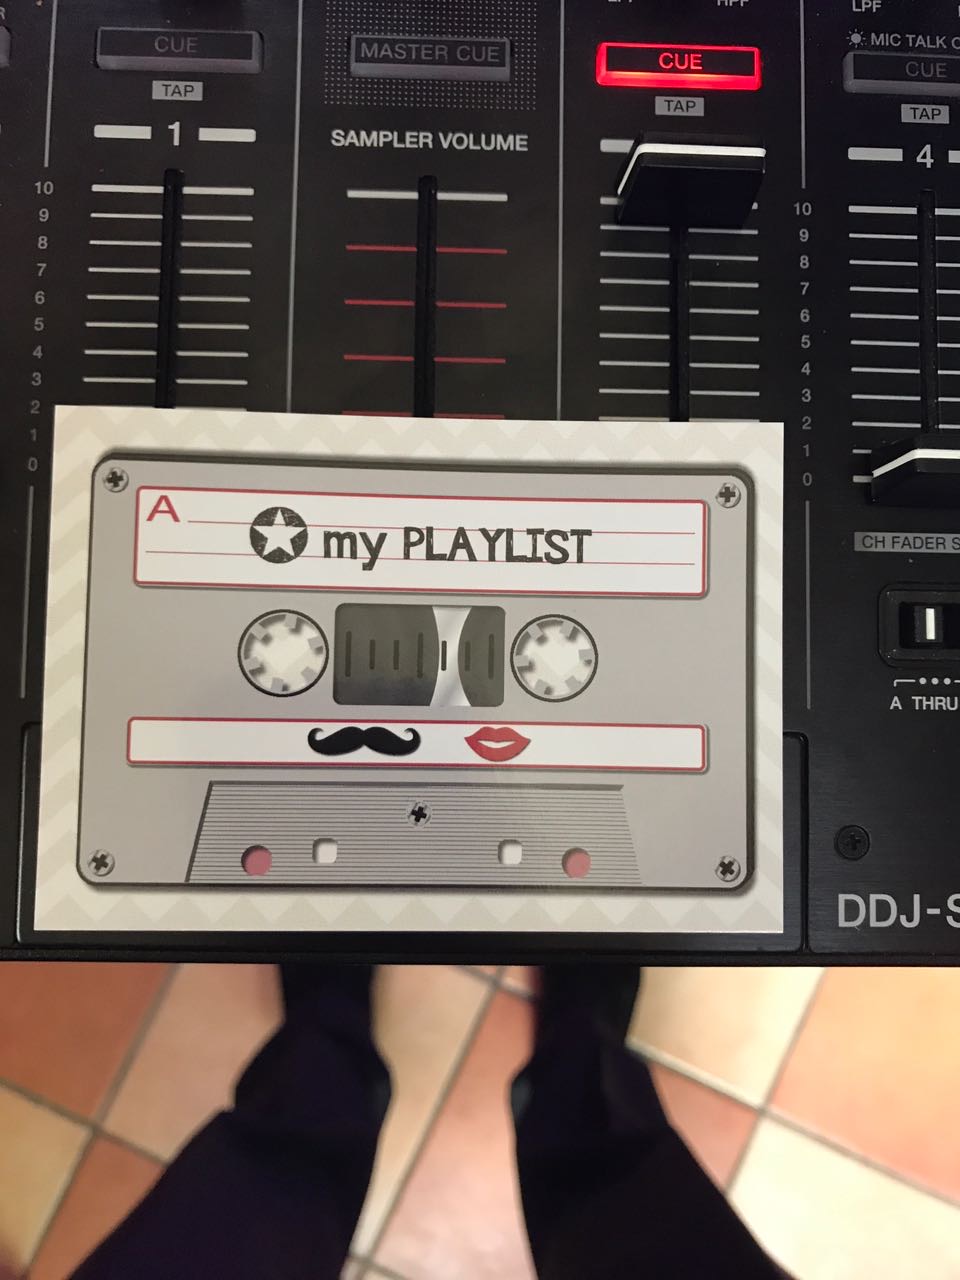 HPF
LPF
MIC TALK
CUE
MASTER CUE
CUE
CUE
TAP
TAP
TAP
1
SAMPLER VOLUME
4
10
9
8
7
6
5
4
3
2
1
0
10
9
8
7
6
5
4
3
2
1
0
A
my PLAYLIST
CH FADER S
A THRU
DDJ-S